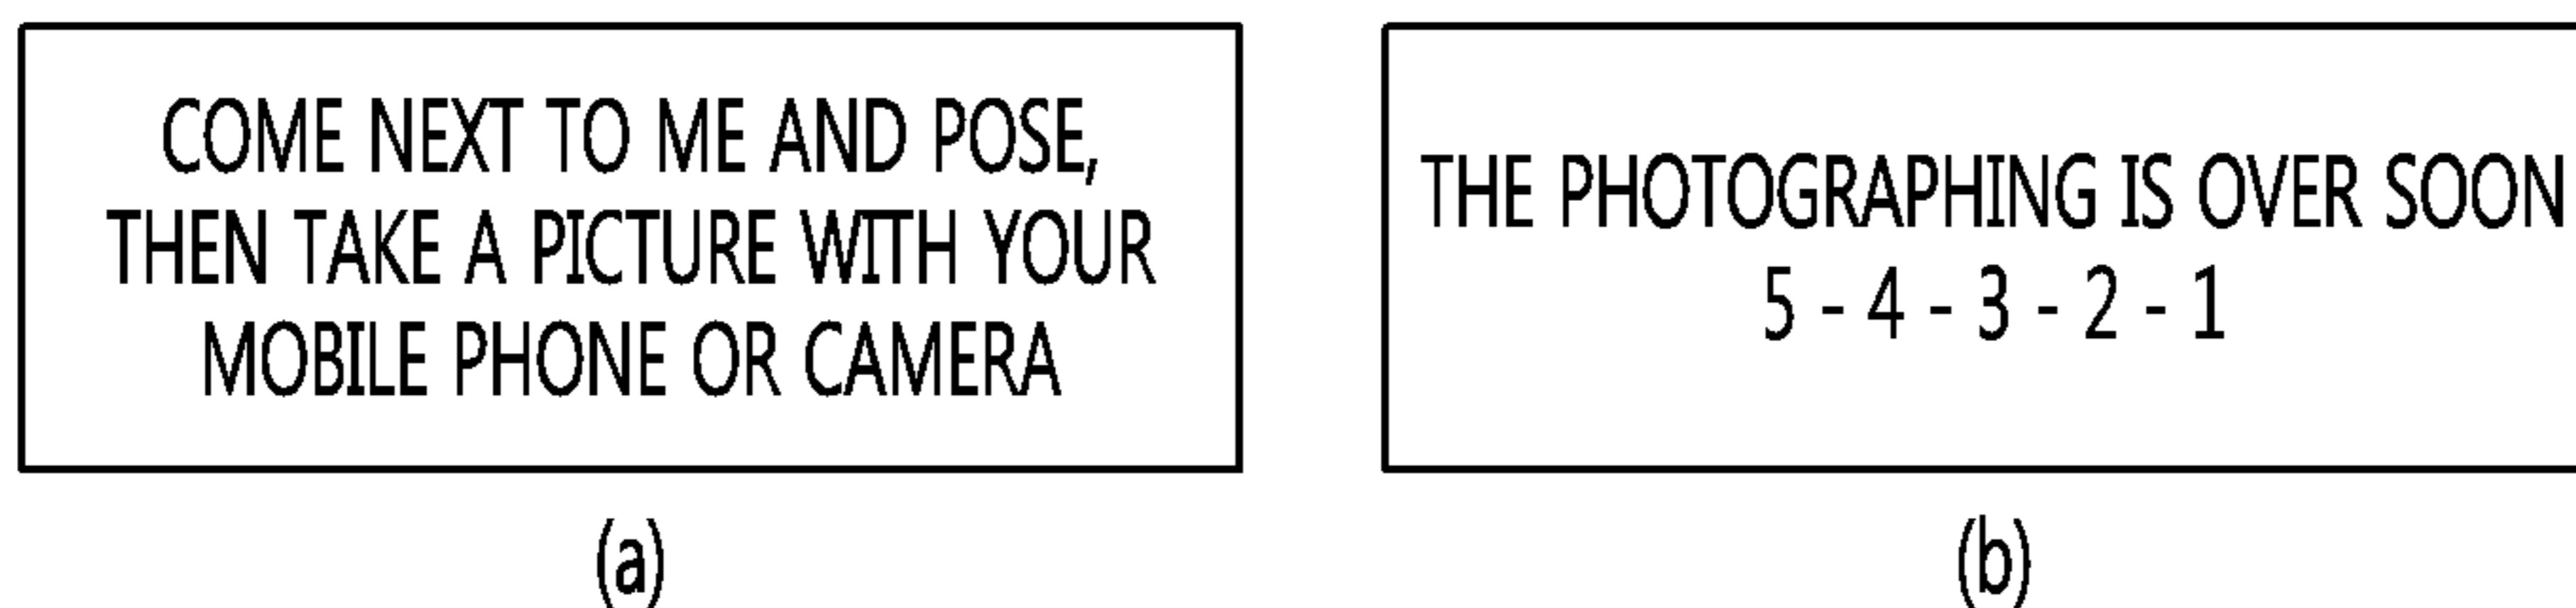 COME NEXT TO ME AND POSE,
THEN TAKE A PICTURE WITH YOUR
MOBILE PHONE OR CAMERA
(a)
THE PHOTOGRAPHING IS OVER SOON
5 - 4 - 3 - 2 - 1
(b)